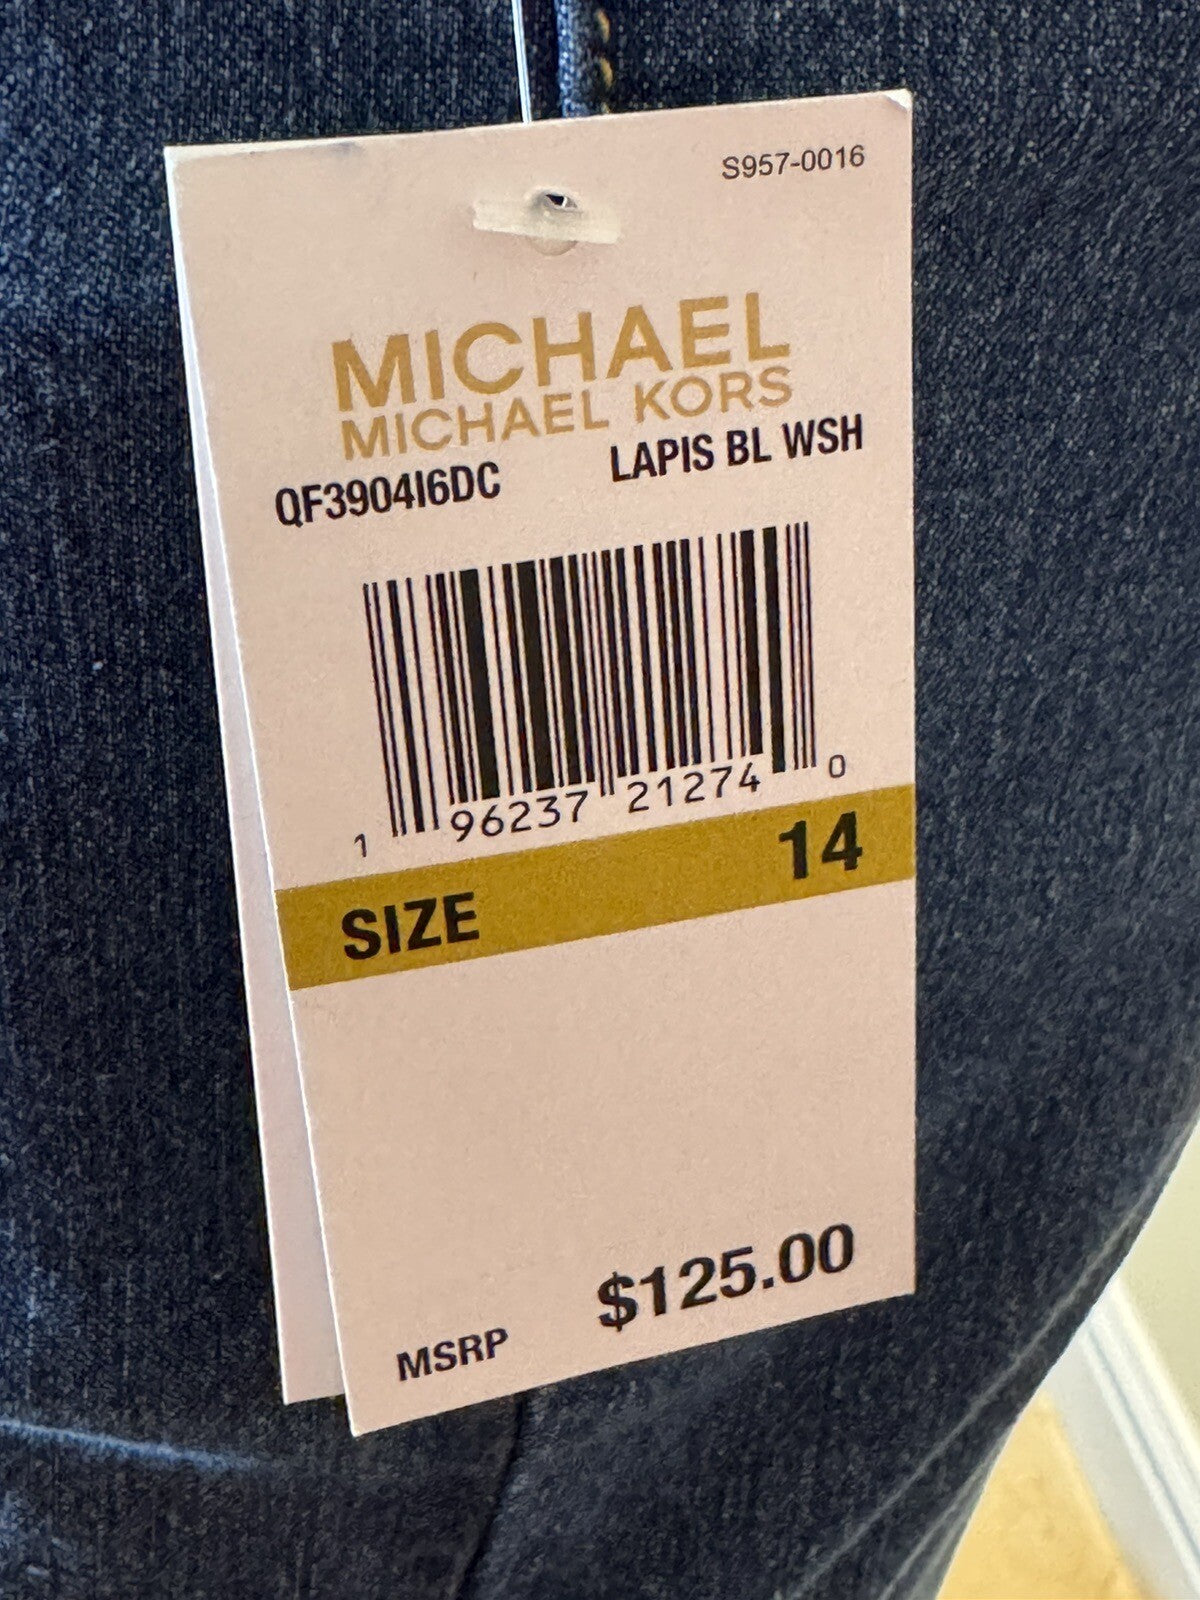 S957-0016
MICHAEL
MICHAEL KORS
QF3904I6DC LAPIS BL WSH
1 96237 21274 0
SIZE 14
MSRP $125.00